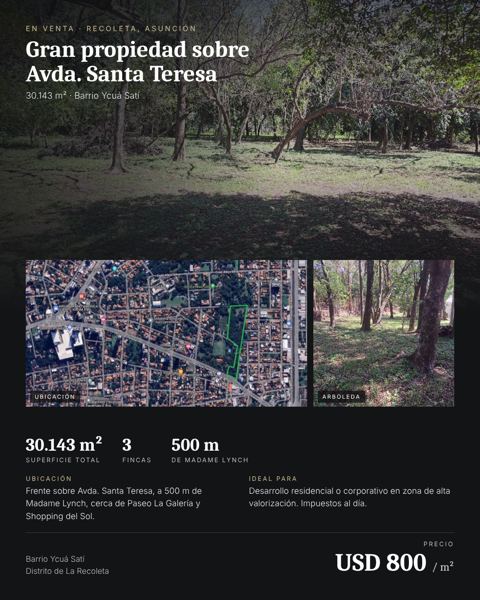 EN VENTA · RECOLETA, ASUNCIÓN
Gran propiedad sobre
Avda. Santa Teresa
30.143 m² · Barrio Ycuá Satí
UBICACIÓN
ARBOLEDA
30.143 m²
SUPERFICIE TOTAL
3
FINCAS
500 m
DE MADAME LYNCH
UBICACIÓN
Frente sobre Avda. Santa Teresa, a 500 m de
Madame Lynch, cerca de Paseo La Galería y
Shopping del Sol.
IDEAL PARA
Desarrollo residencial o corporativo en zona de alta
valorización. Impuestos al día.
Barrio Ycuá Satí
Distrito de La Recoleta
PRECIO
USD 800 / m²